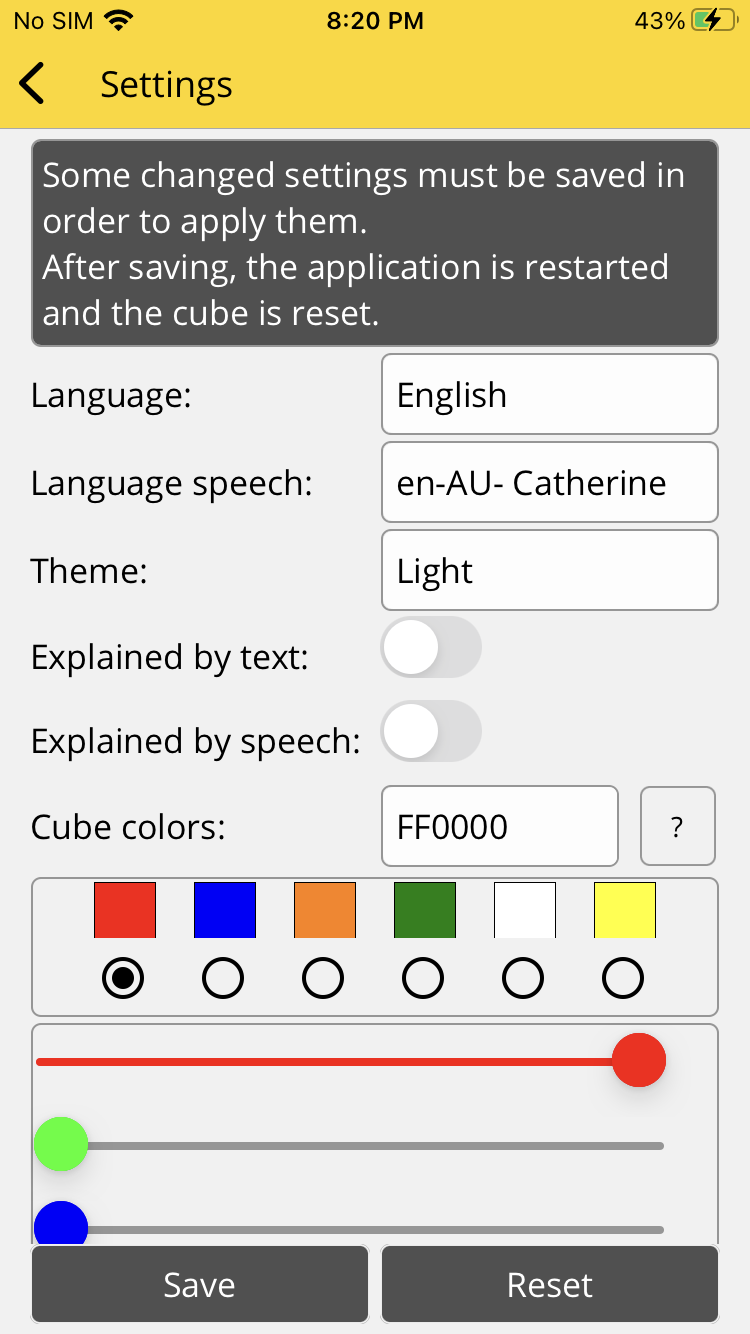 No SIM 8:20 PM 43%
Settings
Some changed settings must be saved in
order to apply them.
After saving, the application is restarted
and the cube is reset.
Language: English
Language speech: en-AU- Catherine
Theme: Light
Explained by text:
Explained by speech:
Cube colors: FF0000 ?
Save Reset